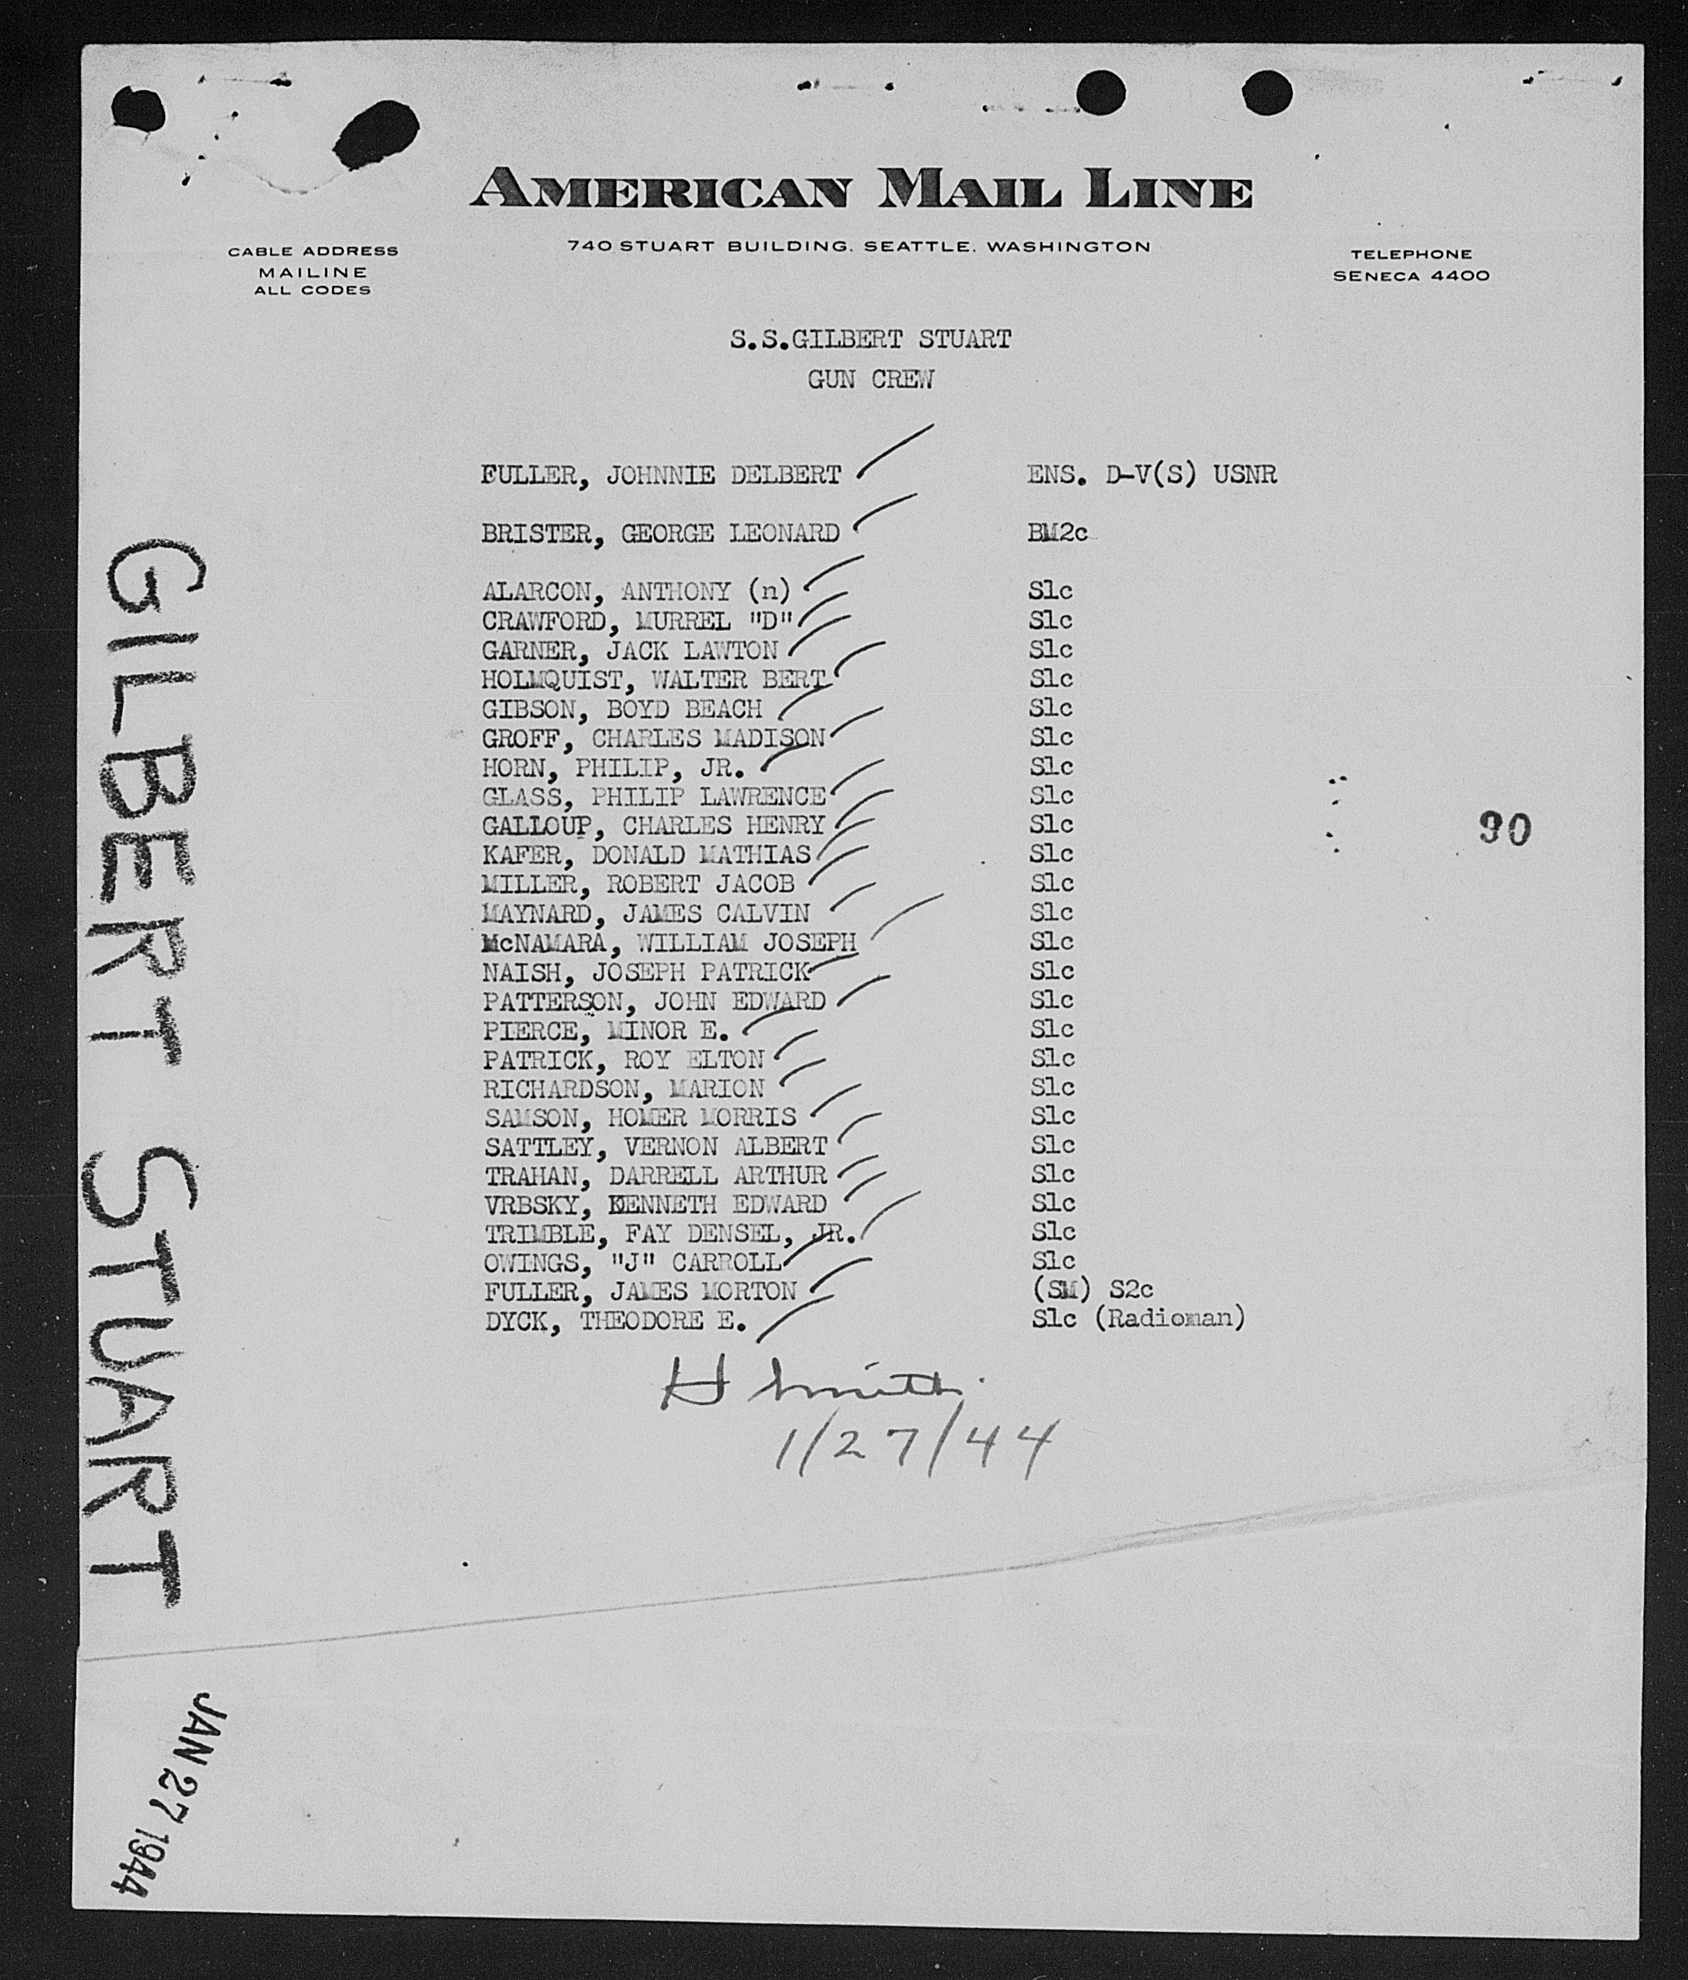 AMERICAN MAIL LINE
740 STUART BUILDING. SEATTLE. WASHINGTON
CABLE ADDRESS
MAILINE
ALL CODES
TELEPHONE
SENECA 4400
S.S.GILBERT STUART
GUN CREW
FULLER, JOHNNIE DELBERT ENS. D-V(S) USNR
BRISTER, GEORGE LEONARD BM2c
ALARCON, ANTHONY (n) S1c
CRAWFORD, MURREL "D" S1c
GARNER, JACK LAWTON S1c
HOLMQUIST, WALTER BERT S1c
GIBSON, BOYD BEACH S1c
GROFF, CHARLES MADISON S1c
HORN, PHILIP, JR. S1c
GLASS, PHILIP LAWRENCE S1c
GALLOUP, CHARLES HENRY S1c
KAFER, DONALD MATHIAS S1c
MILLER, ROBERT JACOB S1c
MAYNARD, JAMES CALVIN S1c
McNAMARA, WILLIAM JOSEPH S1c
NAISH, JOSEPH PATRICK S1c
PATTERSON, JOHN EDWARD S1c
PIERCE, MINOR E. S1c
PATRICK, ROY ELTON S1c
RICHARDSON, MARION S1c
SAMSON, HOMER MORRIS S1c
SATTLEY, VERNON ALBERT S1c
TRAHAN, DARRELL ARTHUR S1c
VRBSKY, KENNETH EDWARD S1c
TRIMBLE, FAY DENSEL, JR. S1c
OWINGS, "J" CARROLL S1c
FULLER, JAMES MORTON (SM) S2c
DYCK, THEODORE E. S1c (Radioman)
90
H Smith.
1/27/44
GILBERT STUART
JAN 27 1944